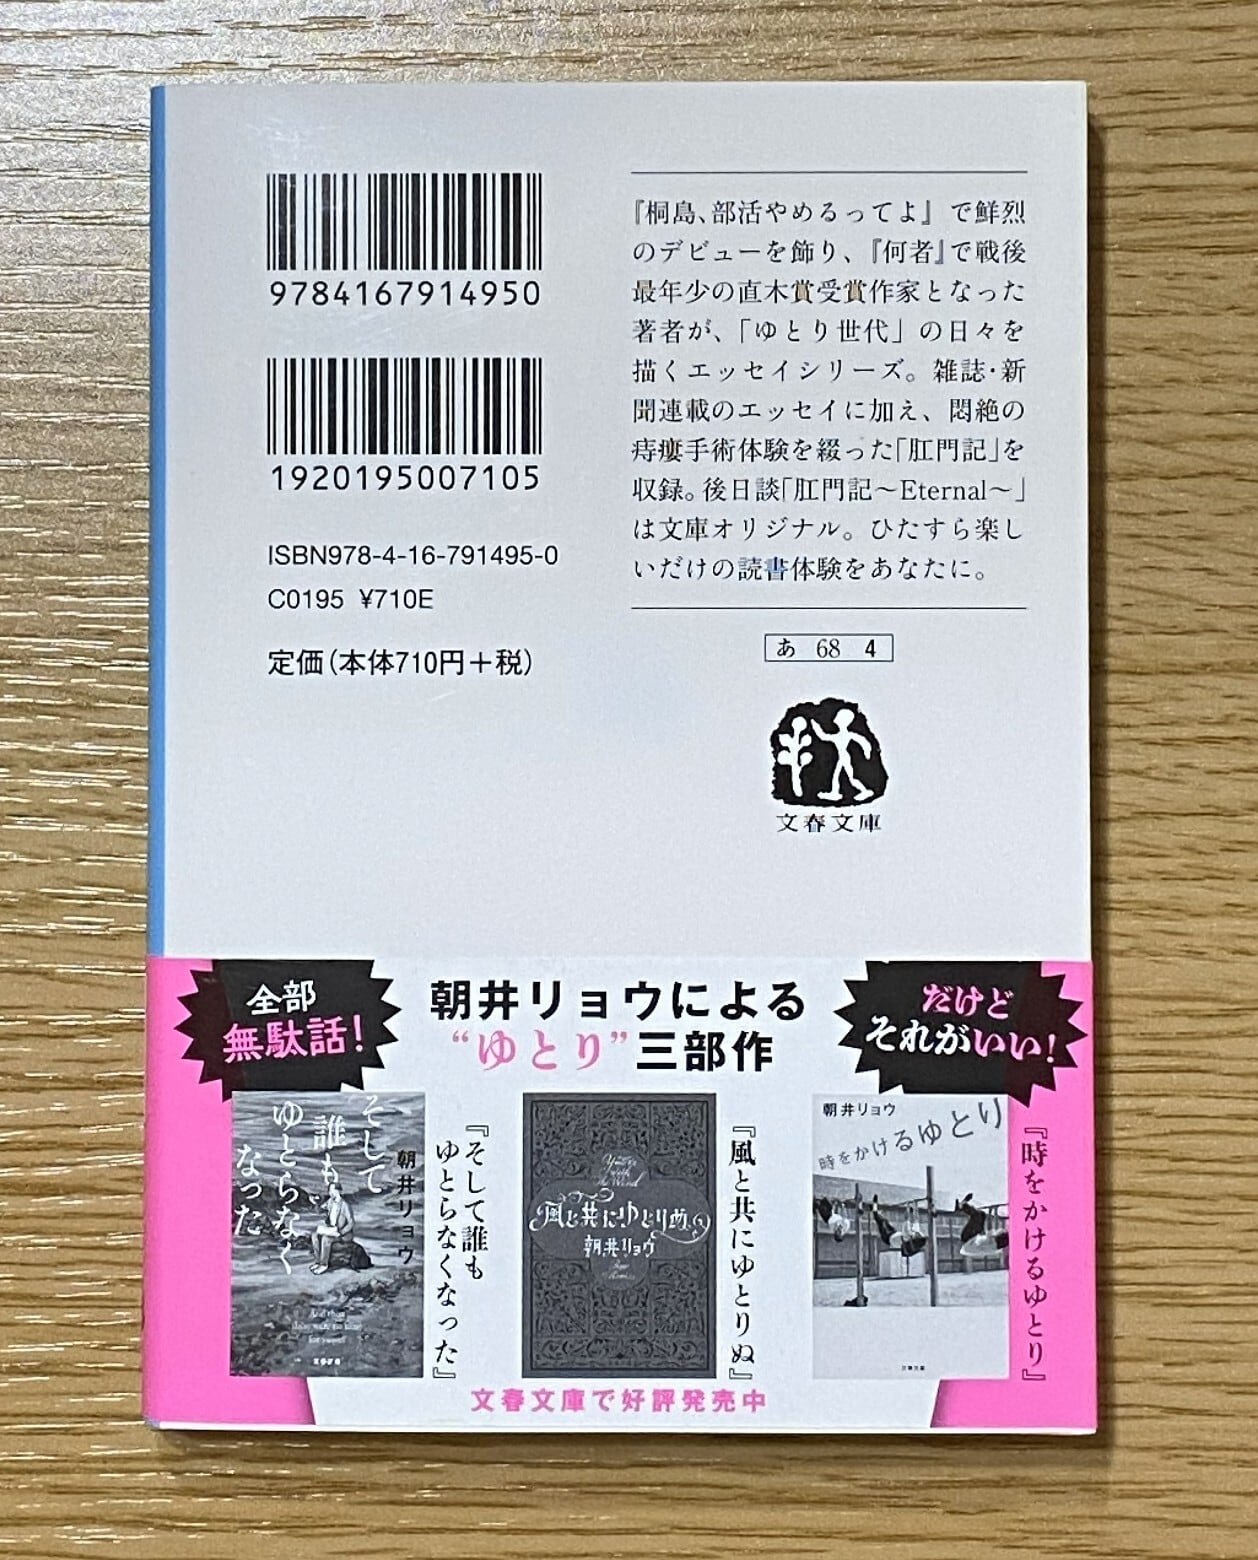 9784167914950
1920195007105
ISBN978-4-16-791495-0
C0195 ¥710E
定価(本体710円+税)
『桐島、部活やめるってよ』で鮮烈
のデビューを飾り、『何者』で戦後
最年少の直木賞受賞作家となった
著者が、「ゆとり世代」の日々を
描くエッセイシリーズ。雑誌・新
聞連載のエッセイに加え、悶絶の
痔瘻手術体験を綴った「肛門記」を
収録。後日談「肛門記～Eternal～」
は文庫オリジナル。ひたすら楽し
いだけの読書体験をあなたに。
あ 68 4
文春文庫
全部
無駄話!
朝井リョウによる
“ゆとり”三部作
だけど
それがいい!
『時をかけるゆとり』
朝井リョウ
時をかけるゆとり
文春文庫
『風と共にゆとりぬ』
風と共にゆとりぬ
朝井リョウ
『そして誰も
ゆとらなくなった』
そして
誰も
ゆとらなく
なった
朝井リョウ
文春文庫で好評発売中